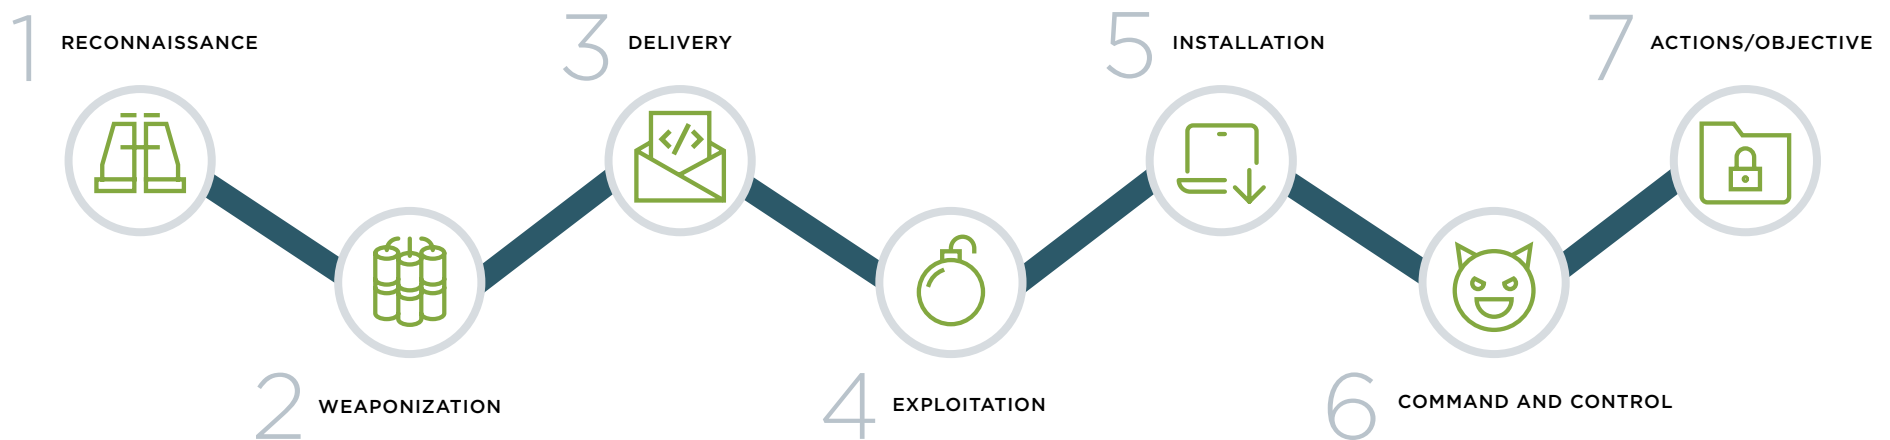 1 RECONNAISSANCE
2 WEAPONIZATION
3 DELIVERY
</>
4 EXPLOITATION
5 INSTALLATION
6 COMMAND AND CONTROL
7 ACTIONS/OBJECTIVE